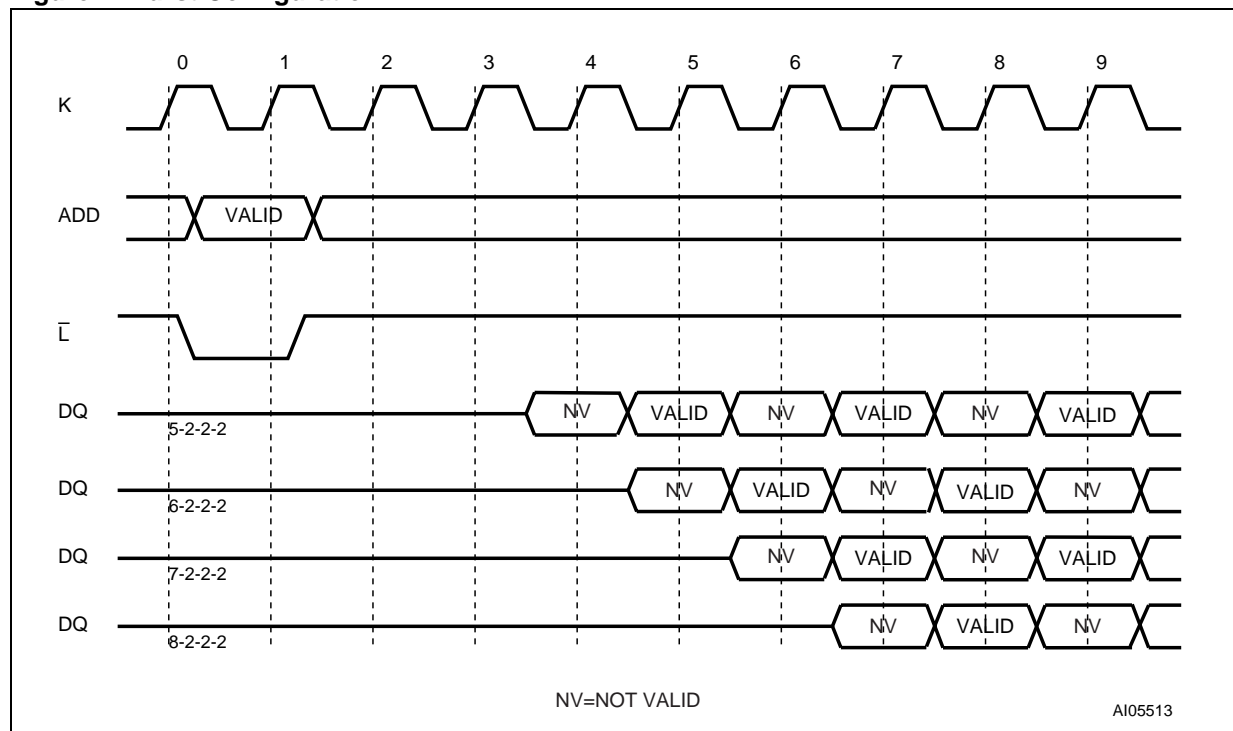 0 1 2 3 4 5 6 7 8 9
K
ADD VALID
L̅
DQ NV VALID NV VALID NV VALID
5-2-2-2
DQ NV VALID NV VALID NV
6-2-2-2
DQ NV VALID NV VALID
7-2-2-2
DQ NV VALID NV
8-2-2-2
NV=NOT VALID
AI05513